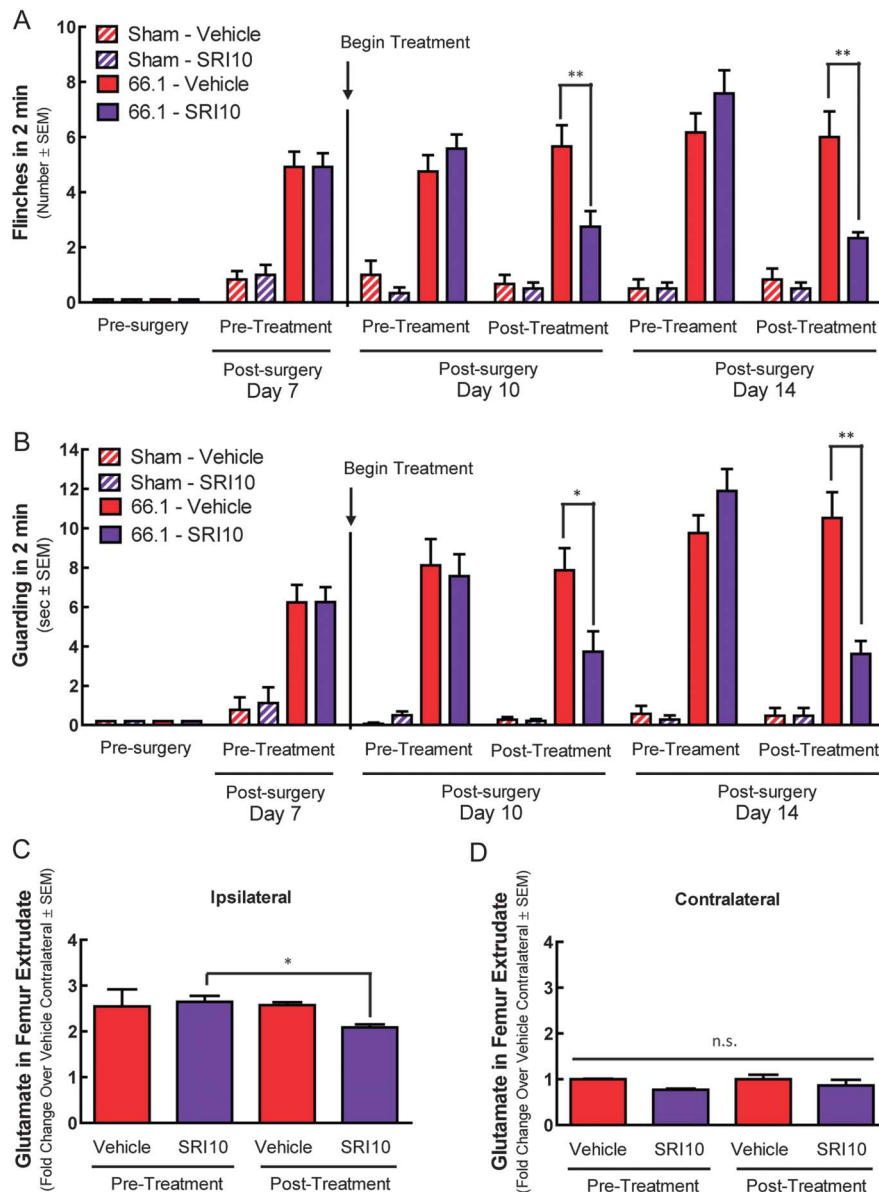 A
Flinches in 2 min
(Number ± SEM)
10
8
6
4
2
0
Sham - Vehicle
Sham - SRI10
66.1 - Vehicle
66.1 - SRI10
Begin Treatment
**
**
Pre-surgery
Pre-Treatment
Pre-Treament
Post-Treatment
Pre-Treament
Post-Treatment
Post-surgery
Day 7
Post-surgery
Day 10
Post-surgery
Day 14
B
Guarding in 2 min
(sec ± SEM)
14
12
10
8
6
4
2
0
Sham - Vehicle
Sham - SRI10
66.1 - Vehicle
66.1 - SRI10
Begin Treatment
*
**
Pre-surgery
Pre-Treatment
Pre-Treament
Post-Treatment
Pre-Treament
Post-Treatment
Post-surgery
Day 7
Post-surgery
Day 10
Post-surgery
Day 14
C
Glutamate in Femur Extrudate
(Fold Change Over Vehicle Contralateral ± SEM)
Ipsilateral
4
3
2
1
0
*
Vehicle
SRI10
Vehicle
SRI10
Pre-Treatment
Post-Treatment
D
Glutamate in Femur Extrudate
(Fold Change Over Vehicle Contralateral ± SEM)
Contralateral
4
3
2
1
0
n.s.
Vehicle
SRI10
Vehicle
SRI10
Pre-Treatment
Post-Treatment